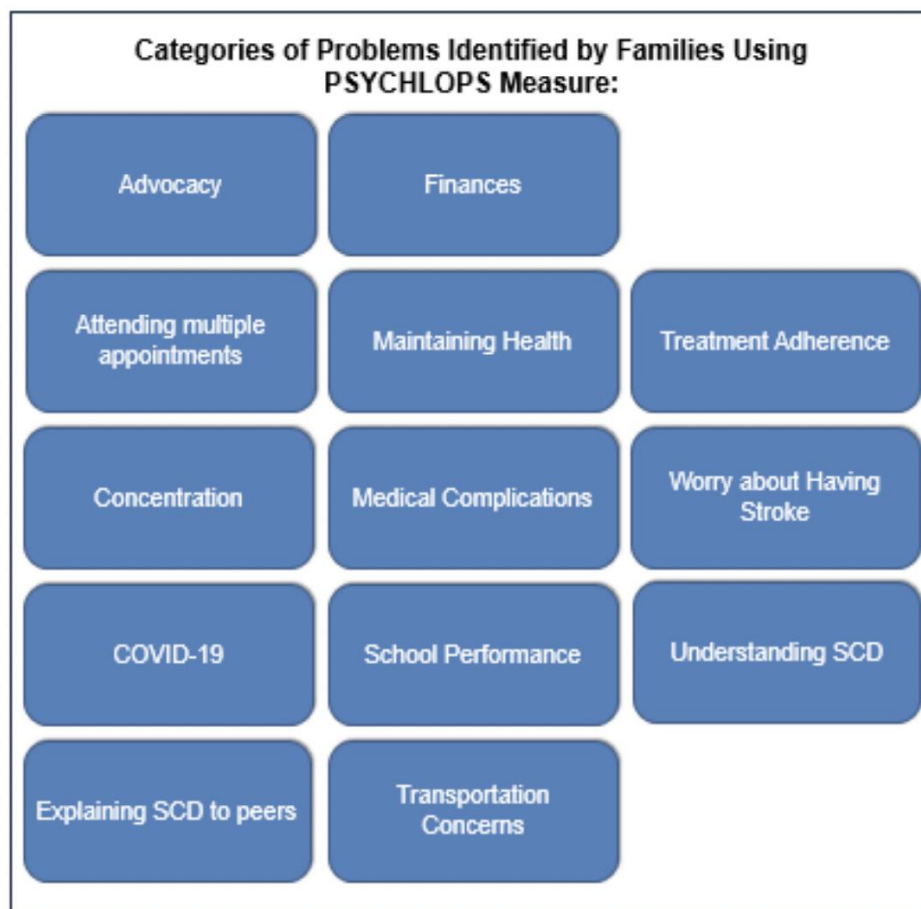 Categories of Problems Identified by Families Using
PSYCHLOPS Measure:
Advocacy
Finances
Attending multiple
appointments
Maintaining Health
Treatment Adherence
Concentration
Medical Complications
Worry about Having
Stroke
COVID-19
School Performance
Understanding SCD
Explaining SCD to peers
Transportation
Concerns